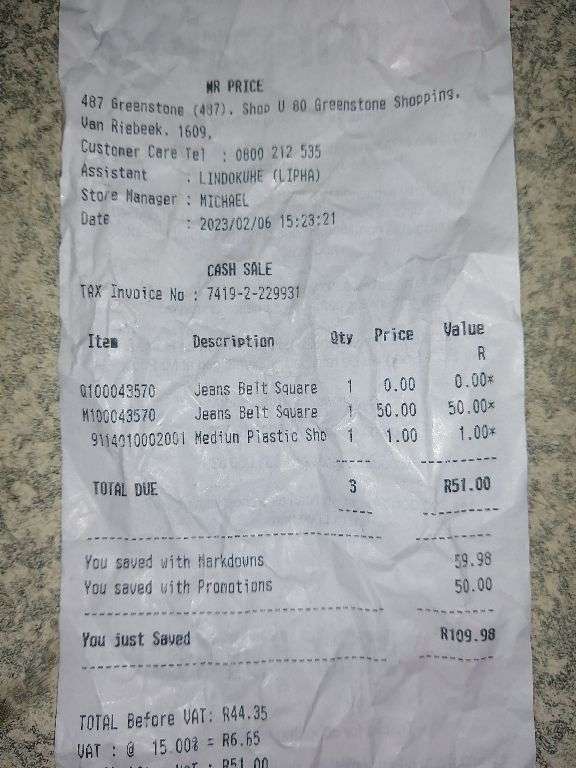 MR PRICE
487 Greenstone (487), Shop U 80 Greenstone Shopping,
Van Riebeek, 1609,
Customer Care Tel : 0800 212 535
Assistant : LINDOKUHE (LIPHA)
Store Manager : MICHAEL
Date : 2023/02/06 15:23:21
CASH SALE
TAX Invoice No : 7419-2-229931
Item Description Qty Price Value
R
Q100043570 Jeans Belt Square 1 0.00 0.00*
M100043570 Jeans Belt Square 1 50.00 50.00*
9114010002001 Medium Plastic Sho 1 1.00 1.00*
TOTAL DUE 3 R51.00
You saved with Markdowns 59.98
You saved with Promotions 50.00
You just Saved R109.98
TOTAL Before VAT: R44.35
VAT : @ 15.00% = R6.65
VAT : R51.00